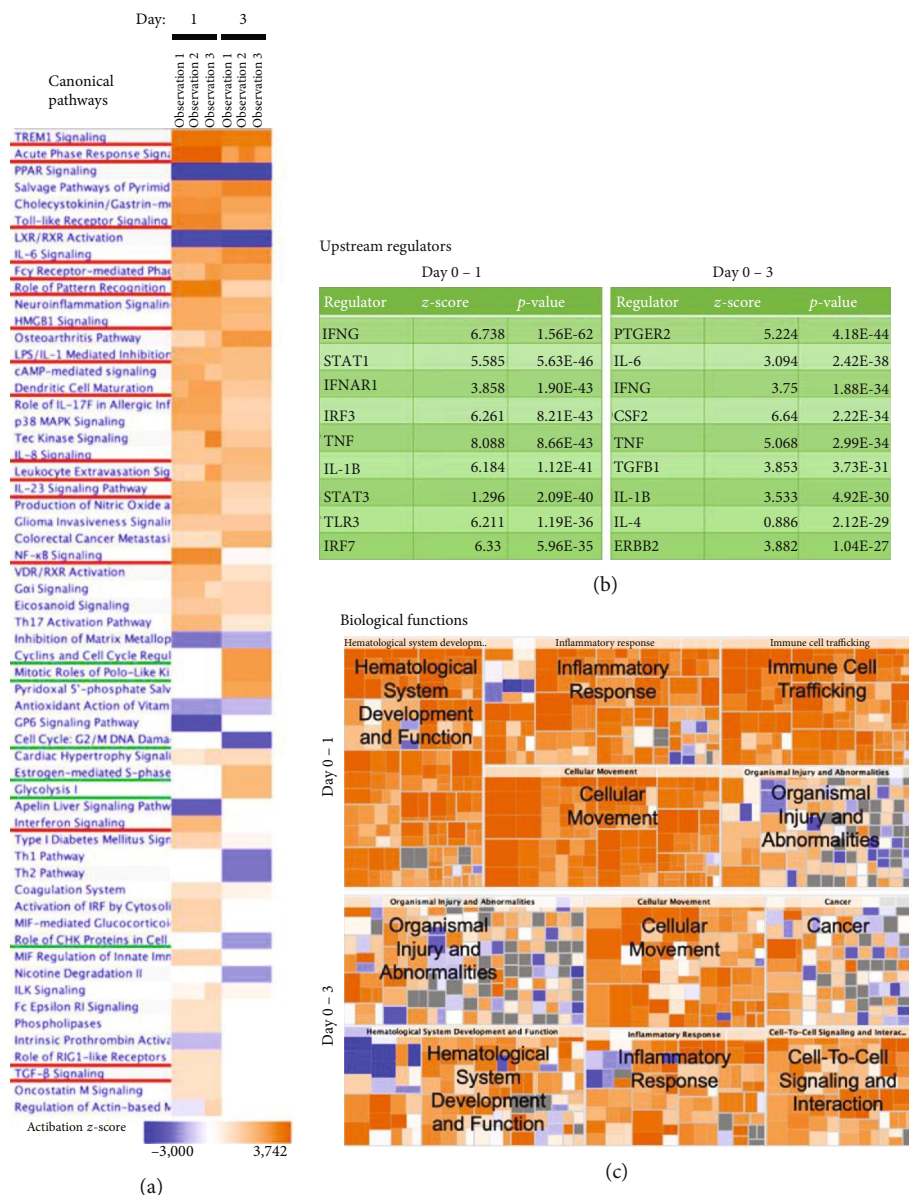 Day:
1
3
Canonical
pathways
Observation 1
Observation 2
Observation 3
Observation 1
Observation 2
Observation 3
TREM1 Signaling
Acute Phase Response Signa
PPAR Signaling
Salvage Pathways of Pyrimid
Cholecystokinin/Gastrin-me
Toll-like Receptor Signaling
LXR/RXR Activation
IL-6 Signaling
Fcγ Receptor-mediated Phag
Role of Pattern Recognition
Neuroinflammation Signalin
HMGB1 Signaling
Osteoarthritis Pathway
LPS/IL-1 Mediated Inhibition
cAMP-mediated signaling
Dendritic Cell Maturation
Role of IL-17F in Allergic Inf
p38 MAPK Signaling
Tec Kinase Signaling
IL-8 Signaling
Leukocyte Extravasation Sig
IL-23 Signaling Pathway
Production of Nitric Oxide a
Glioma Invasiveness Signalir
Colorectal Cancer Metastasi
NF-κB Signaling
VDR/RXR Activation
Gαi Signaling
Eicosanoid Signaling
Th17 Activation Pathway
Inhibition of Matrix Metallop
Cyclins and Cell Cycle Regul
Mitotic Roles of Polo-Like Ki
Pyridoxal 5'-phosphate Salv
Antioxidant Action of Vitam
GP6 Signaling Pathway
Cell Cycle: G2/M DNA Dama
Cardiac Hypertrophy Signali
Estrogen-mediated S-phase
Glycolysis I
Apelin Liver Signaling Pathw
Interferon Signaling
Type I Diabetes Mellitus Sign
Th1 Pathway
Th2 Pathway
Coagulation System
Activation of IRF by Cytosoli
MIF-mediated Glucocorticoi
Role of CHK Proteins in Cell
MIF Regulation of Innate Imn
Nicotine Degradation II
ILK Signaling
Fc Epsilon RI Signaling
Phospholipases
Intrinsic Prothrombin Activa
Role of RIG1-like Receptors
TGF-β Signaling
Oncostatin M Signaling
Regulation of Actin-based M
Actibation z-score
−3,000
3,742
(a)
Upstream regulators
Day 0 – 1
Regulator z-score p-value
IFNG 6.738 1.56E-62
STAT1 5.585 5.63E-46
IFNAR1 3.858 1.90E-43
IRF3 6.261 8.21E-43
TNF 8.088 8.66E-43
IL-1B 6.184 1.12E-41
STAT3 1.296 2.09E-40
TLR3 6.211 1.19E-36
IRF7 6.33 5.96E-35
Day 0 – 3
Regulator z-score p-value
PTGER2 5.224 4.18E-44
IL-6 3.094 2.42E-38
IFNG 3.75 1.88E-34
CSF2 6.64 2.22E-34
TNF 5.068 2.99E-34
TGFB1 3.853 3.73E-31
IL-1B 3.533 4.92E-30
IL-4 0.886 2.12E-29
ERBB2 3.882 1.04E-27
(b)
Biological functions
Day 0 – 1
Hematological system developm..
Inflammatory response
Immune cell trafficking
Hematological
System
Development
and Function
Inflammatory
Response
Immune Cell
Trafficking
Cellular Movement
Organismal Injury and Abnormalities
Cellular
Movement
Organismal
Injury and
Abnormalities
Day 0 – 3
Organismal Injury and Abnormalities
Cellular Movement
Cancer
Organismal
Injury and
Abnormalities
Cellular
Movement
Cancer
Hematological System Development and Function
Inflammatory Response
Cell-To-Cell Signaling and Interac...
Hematological
System
Development
and Function
Inflammatory
Response
Cell-To-Cell
Signaling and
Interaction
(c)